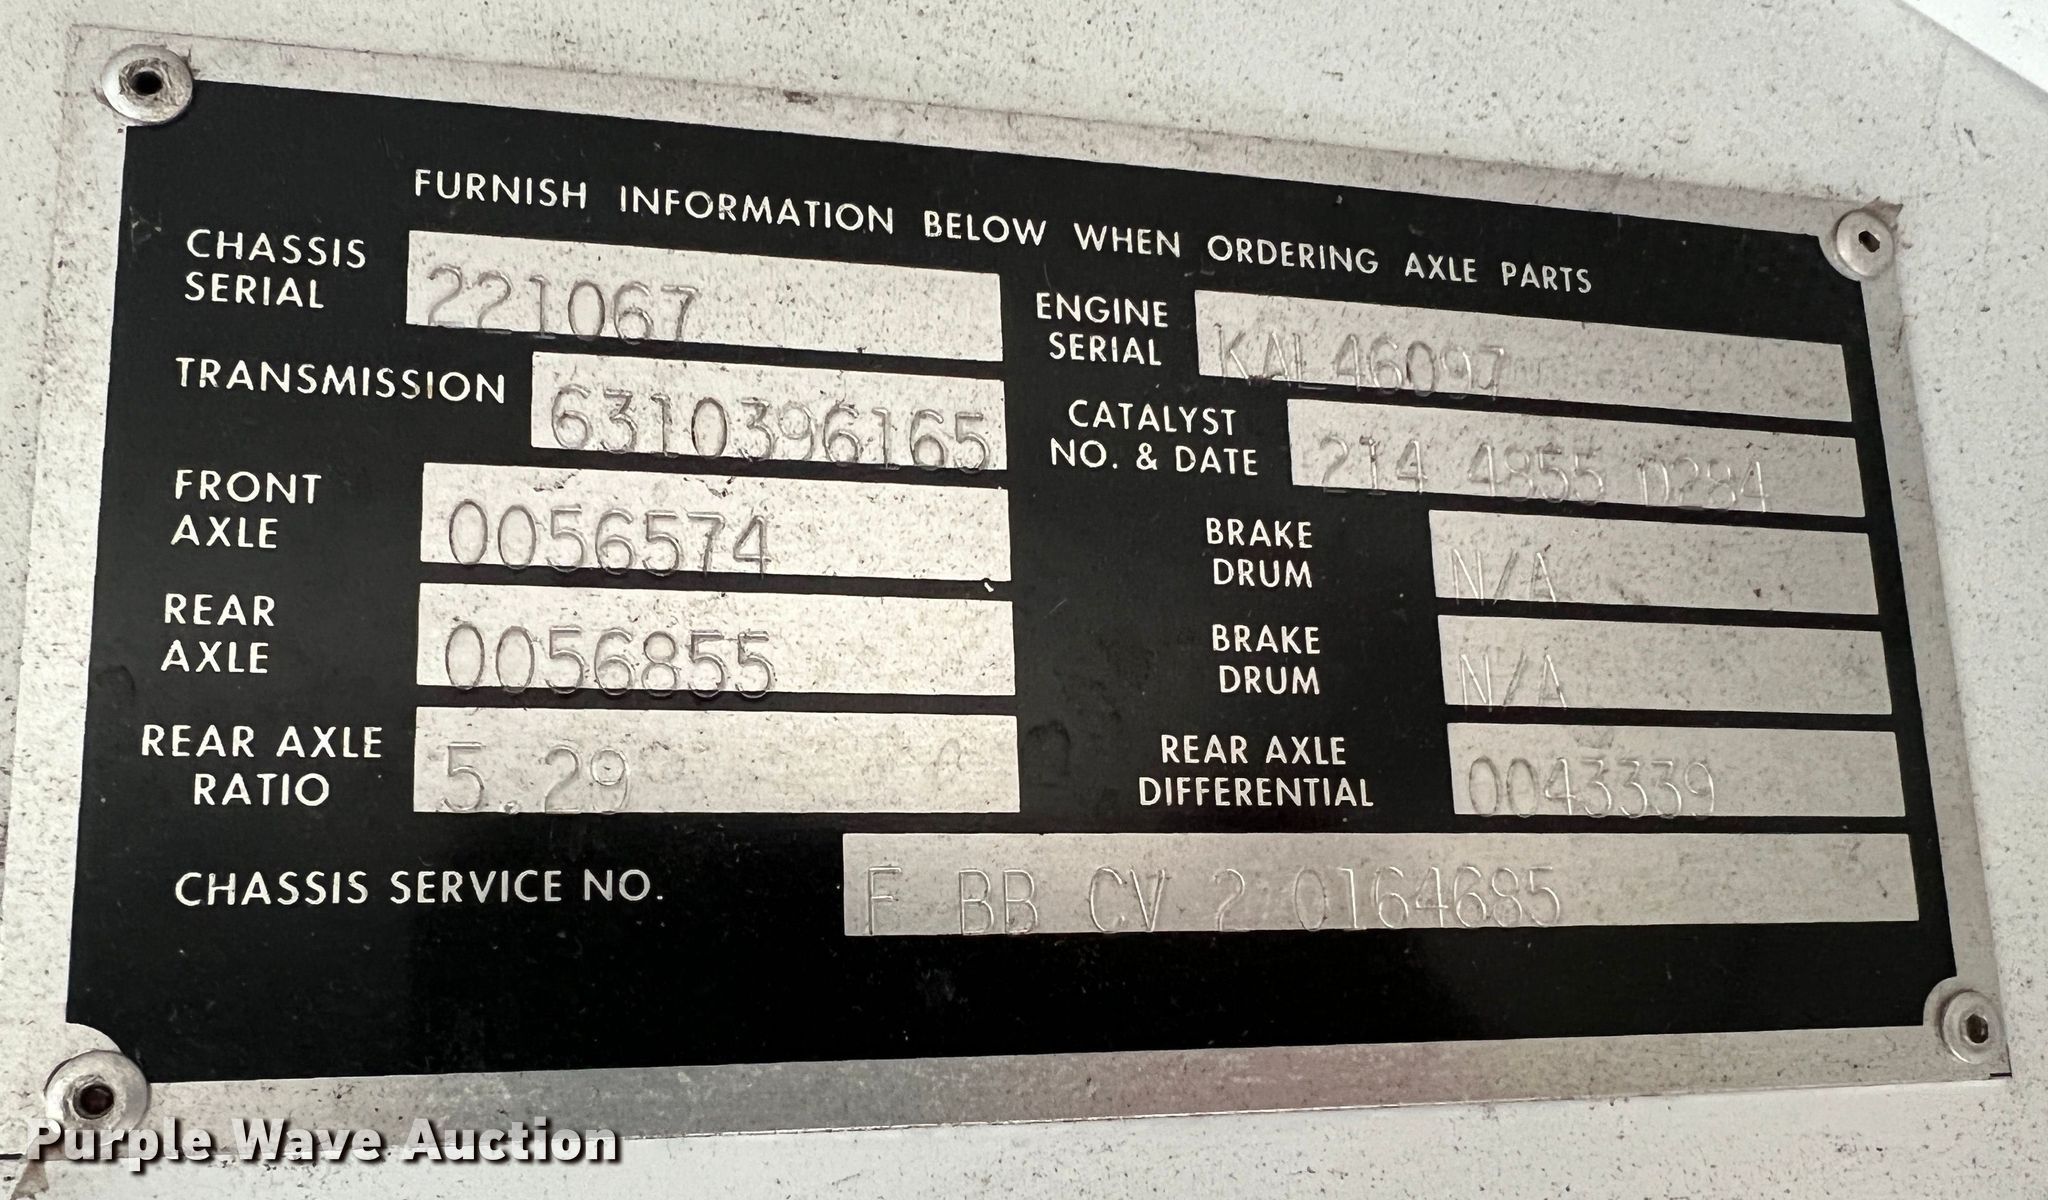 FURNISH INFORMATION BELOW WHEN ORDERING AXLE PARTS
CHASSIS SERIAL 221067
ENGINE SERIAL KAL46097
TRANSMISSION 6310396165
CATALYST NO. & DATE 214 4855 0284
FRONT AXLE 0056574
BRAKE DRUM N/A
REAR AXLE 0056855
BRAKE DRUM N/A
REAR AXLE RATIO 5.29
REAR AXLE DIFFERENTIAL 0043339
CHASSIS SERVICE NO. F BB CV 2 0164685
Purple Wave Auction